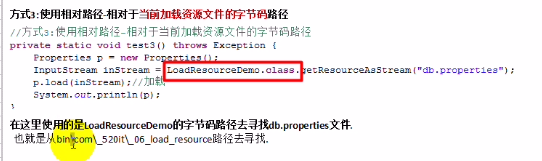 方式3:使用相对路径-相对于当前加载资源文件的字节码路径
//方式3:使用相对路径-相对于当前加载资源文件的字节码路径
private static void test3() throws Exception {
Properties p = new Properties();
InputStream inStream = LoadResourceDemo.class.getResourceAsStream("db.properties");
p.load(inStream);//加载
System.out.println(p);
}
在这里使用的是LoadResourceDemo的字节码路径去寻找db.properties文件.
也就是从bin\com\_520it\_06_load_resource路径去寻找.